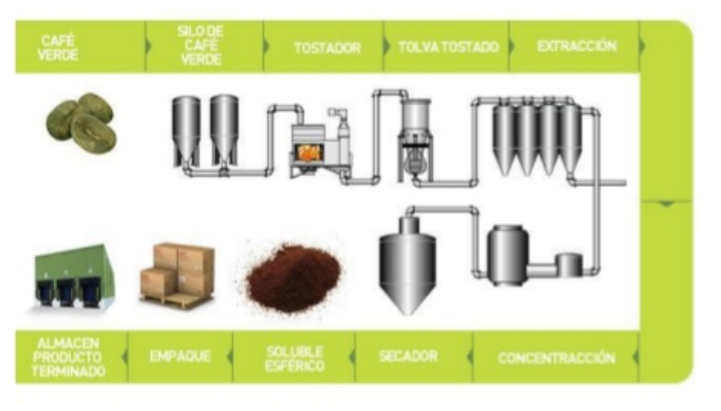 CAFÉ
VERDE
SILO DE
CAFÉ
VERDE
TOSTADOR
TOLVA TOSTADO
EXTRACCIÓN
ALMACEN
PRODUCTO
TERMINADO
EMPAQUE
SOLUBLE
ESFÉRICO
SECADOR
CONCENTRACCIÓN